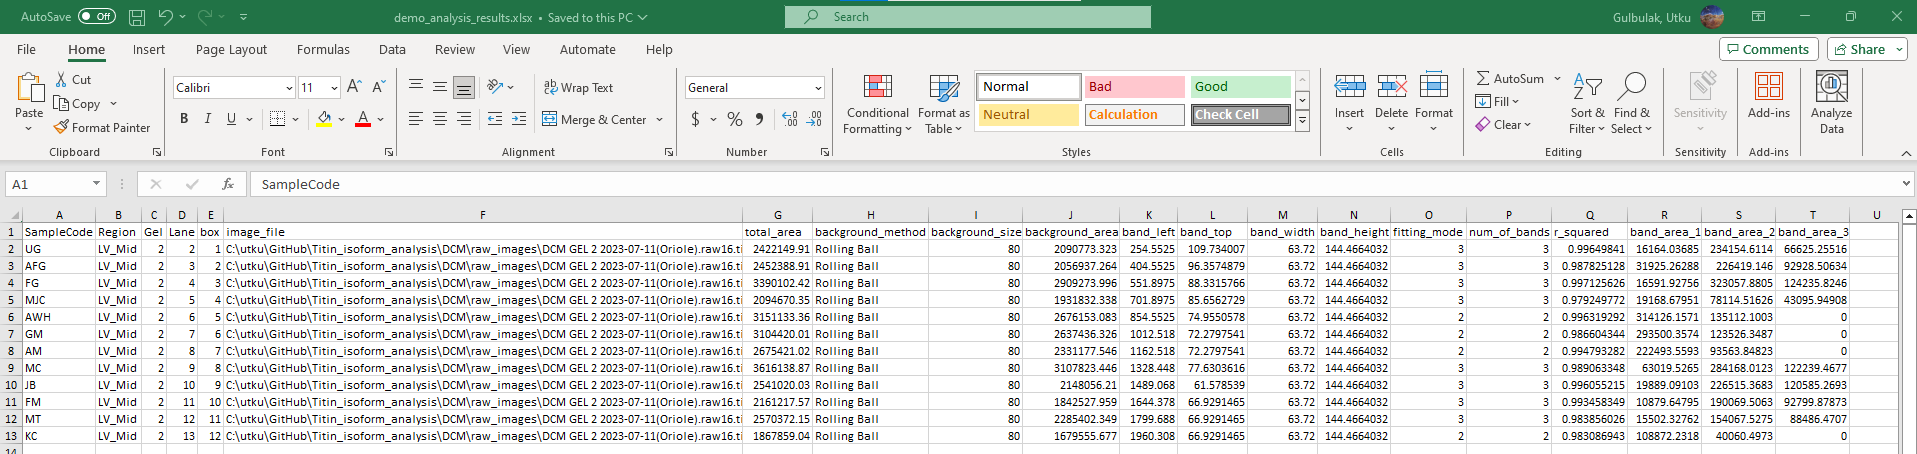 AutoSave Off demo_analysis_results.xlsx • Saved to this PC Search Gulbulak, Utku
File Home Insert Page Layout Formulas Data Review View Automate Help Comments Share
Paste Cut Copy Format Painter
Clipboard
Calibri 11
B I U A
Font
Wrap Text
Merge & Center
Alignment
General
$ % 9
Number
Conditional Formatting
Format as Table
Normal Bad Good
Neutral Calculation Check Cell
Styles
Insert Delete Format
Cells
AutoSum
Fill
Clear
Sort & Filter
Find & Select
Editing
Sensitivity
Sensitivity
Add-ins
Add-ins
Analyze Data
A1 fx SampleCode
A B C D E F G H I J K L M N O P Q R S T U
1 SampleCode Region Gel Lane box image_file total_area background_method background_size background_area band_left band_top band_width band_height fitting_mode num_of_bands r_squared band_area_1 band_area_2 band_area_3
2 UG LV_Mid 2 2 1 C:\utku\GitHub\Titin_isoform_analysis\DCM\raw_images\DCM GEL 2 2023-07-11(Oriole).raw16.ti 2422149.91 Rolling Ball 80 2090773.323 254.5525 109.734007 63.72 144.4664032 3 3 0.99649841 16164.03685 234154.6114 66625.25516
3 AFG LV_Mid 2 3 2 C:\utku\GitHub\Titin_isoform_analysis\DCM\raw_images\DCM GEL 2 2023-07-11(Oriole).raw16.ti 2452388.91 Rolling Ball 80 2056937.264 404.5525 96.3574879 63.72 144.4664032 3 3 0.987825128 31925.26288 226419.146 92928.50634
4 FG LV_Mid 2 4 3 C:\utku\GitHub\Titin_isoform_analysis\DCM\raw_images\DCM GEL 2 2023-07-11(Oriole).raw16.ti 3390102.42 Rolling Ball 80 2909273.996 551.8975 88.3315766 63.72 144.4664032 3 3 0.997125626 16591.92756 323057.8805 124235.8246
5 MJC LV_Mid 2 5 4 C:\utku\GitHub\Titin_isoform_analysis\DCM\raw_images\DCM GEL 2 2023-07-11(Oriole).raw16.ti 2094670.35 Rolling Ball 80 1931832.338 701.8975 85.6562729 63.72 144.4664032 3 3 0.979249772 19168.67951 78114.51626 43095.94908
6 AWH LV_Mid 2 6 5 C:\utku\GitHub\Titin_isoform_analysis\DCM\raw_images\DCM GEL 2 2023-07-11(Oriole).raw16.ti 3151133.36 Rolling Ball 80 2676153.083 854.5525 74.9550578 63.72 144.4664032 2 2 0.996319292 314126.1571 135112.1003 0
7 GM LV_Mid 2 7 6 C:\utku\GitHub\Titin_isoform_analysis\DCM\raw_images\DCM GEL 2 2023-07-11(Oriole).raw16.ti 3104420.01 Rolling Ball 80 2637436.326 1012.518 72.2797541 63.72 144.4664032 2 2 0.986604344 293500.3574 123526.3487 0
8 AM LV_Mid 2 8 7 C:\utku\GitHub\Titin_isoform_analysis\DCM\raw_images\DCM GEL 2 2023-07-11(Oriole).raw16.ti 2675421.02 Rolling Ball 80 2331177.546 1162.518 72.2797541 63.72 144.4664032 2 2 0.994793282 222493.5593 93563.84823 0
9 MC LV_Mid 2 9 8 C:\utku\GitHub\Titin_isoform_analysis\DCM\raw_images\DCM GEL 2 2023-07-11(Oriole).raw16.ti 3616138.87 Rolling Ball 80 3107823.446 1328.448 77.6303616 63.72 144.4664032 3 3 0.989063348 63019.5265 284168.0123 122239.4677
10 JB LV_Mid 2 10 9 C:\utku\GitHub\Titin_isoform_analysis\DCM\raw_images\DCM GEL 2 2023-07-11(Oriole).raw16.ti 2541020.03 Rolling Ball 80 2148056.21 1489.068 61.578539 63.72 144.4664032 3 3 0.996055215 19889.09103 226515.3683 120585.2693
11 FM LV_Mid 2 11 10 C:\utku\GitHub\Titin_isoform_analysis\DCM\raw_images\DCM GEL 2 2023-07-11(Oriole).raw16.ti 2161217.57 Rolling Ball 80 1842527.959 1644.378 66.9291465 63.72 144.4664032 3 3 0.993458349 10879.64795 190069.5063 92799.87873
12 MT LV_Mid 2 12 11 C:\utku\GitHub\Titin_isoform_analysis\DCM\raw_images\DCM GEL 2 2023-07-11(Oriole).raw16.ti 2570372.15 Rolling Ball 80 2285402.349 1799.688 66.9291465 63.72 144.4664032 3 3 0.983856026 15502.32762 154067.5275 88486.4707
13 KC LV_Mid 2 13 12 C:\utku\GitHub\Titin_isoform_analysis\DCM\raw_images\DCM GEL 2 2023-07-11(Oriole).raw16.ti 1867859.04 Rolling Ball 80 1679555.677 1960.308 66.9291465 63.72 144.4664032 2 2 0.983086943 108872.2318 40060.4973 0
14